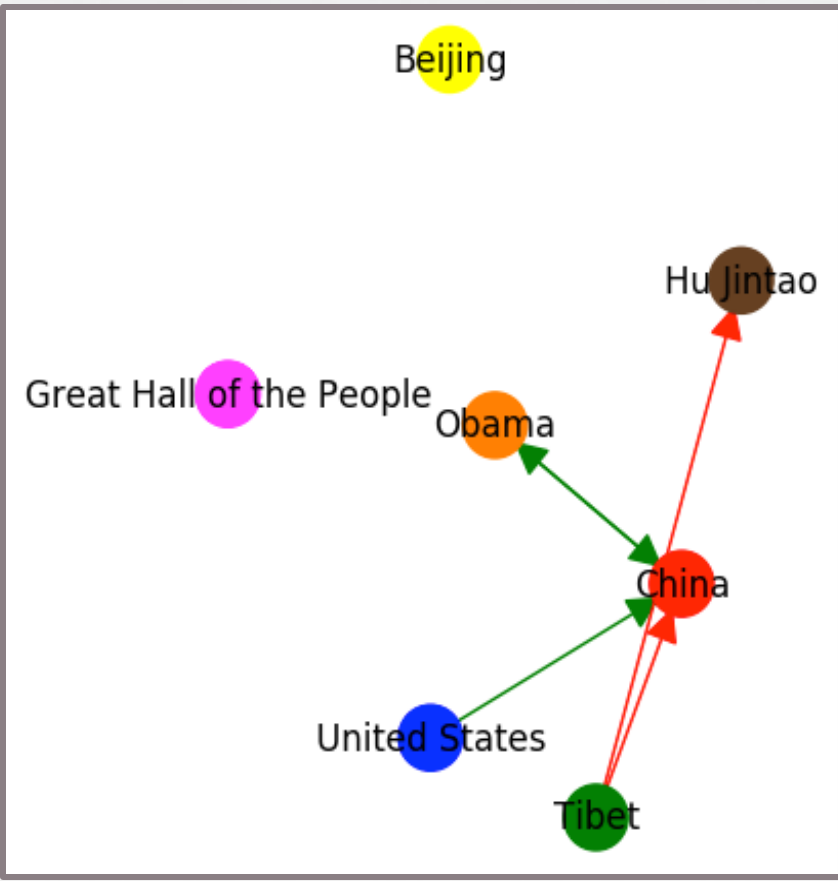 Beijing
Hu Jintao
Great Hall of the People
Obama
China
United States
Tibet